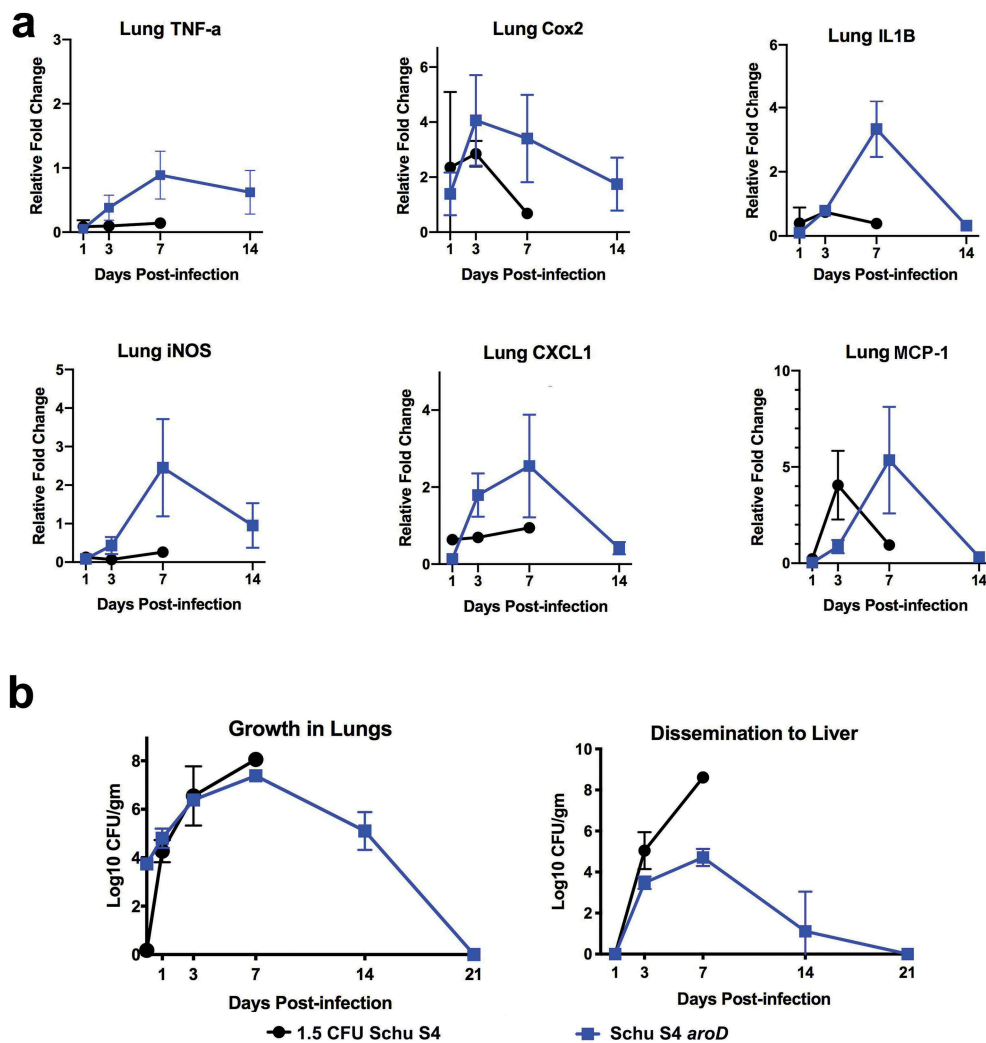 a
Lung TNF-a
Relative Fold Change
3
2
1
0
1 3 7 14
Days Post-infection
Lung Cox2
Relative Fold Change
6
4
2
0
1 3 7 14
Days Post-infection
Lung IL1B
Relative Fold Change
6
4
2
0
1 3 7 14
Days Post-infection
Lung iNOS
Relative Fold Change
5
4
3
2
1
0
1 3 7 14
Days Post-infection
Lung CXCL1
Relative Fold Change
4
2
0
1 3 7 14
Days Post-infection
Lung MCP-1
Relative Fold Change
10
5
0
1 3 7 14
Days Post-infection
b
Growth in Lungs
Log10 CFU/gm
8
6
4
2
0
1 3 7 14 21
Days Post-infection
Dissemination to Liver
Log10 CFU/gm
10
8
6
4
2
0
1 3 7 14 21
Days Post-infection
1.5 CFU Schu S4
Schu S4 aroD